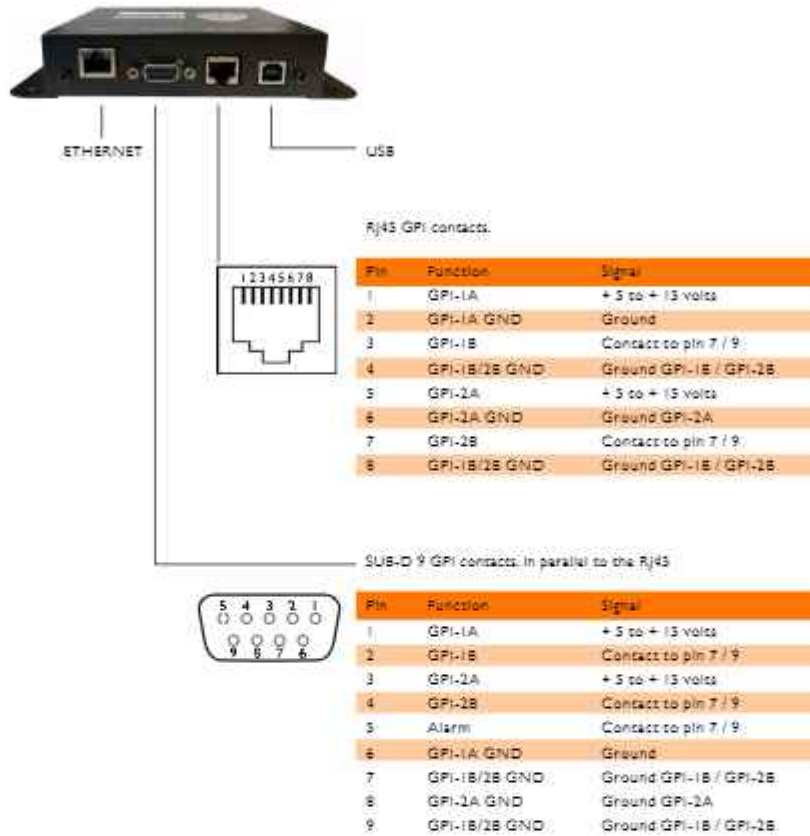 ETHERNET
USB
RJ45 GPI contacts.
1 2 3 4 5 6 7 8
Pin Function Signal
1 GPI-1A + 5 to + 15 volts
2 GPI-1A GND Ground
3 GPI-1B Contact to pin 7 / 9
4 GPI-1B/2B GND Ground GPI-1B / GPI-2B
5 GPI-2A + 5 to + 15 volts
6 GPI-2A GND Ground GPI-2A
7 GPI-2B Contact to pin 7 / 9
8 GPI-1B/2B GND Ground GPI-1B / GPI-2B
SUB-D 9 GPI contacts. In parallel to the RJ45
5 4 3 2 1
9 8 7 6
Pin Function Signal
1 GPI-1A + 5 to + 15 volts
2 GPI-1B Contact to pin 7 / 9
3 GPI-2A + 5 to + 15 volts
4 GPI-2B Contact to pin 7 / 9
5 Alarm Contact to pin 7 / 9
6 GPI-1A GND Ground
7 GPI-1B/2B GND Ground GPI-1B / GPI-2B
8 GPI-2A GND Ground GPI-2A
9 GPI-1B/2B GND Ground GPI-1B / GPI-2B